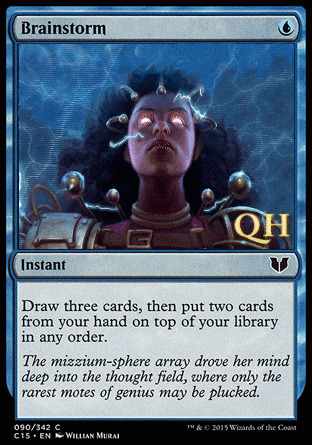 Brainstorm
QH
Instant
Draw three cards, then put two cards
from your hand on top of your library
in any order.
The mizzium-sphere array drove her mind
deep into the thought field, where only the
rarest motes of genius may be plucked.
090/342 C
C15 • EN Willian Murai
™ & © 2015 Wizards of the Coast